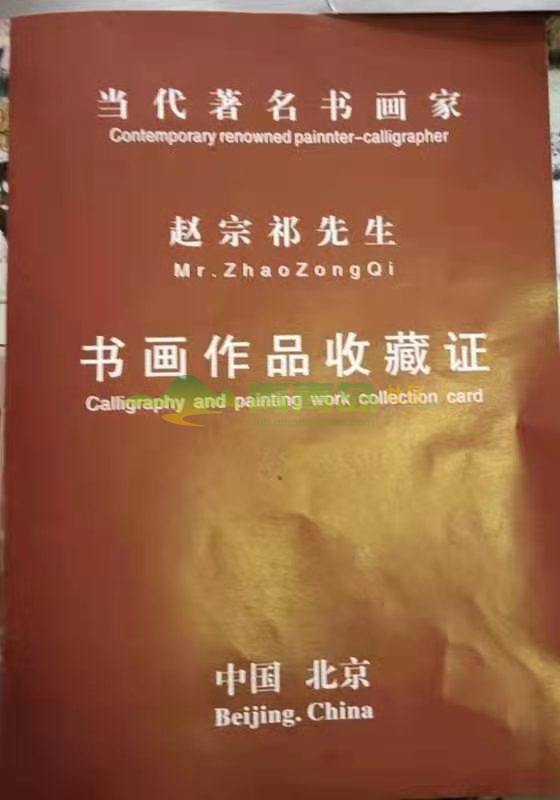 当代著名书画家
Contemporary renowned painnter-calligrapher
赵宗祁先生
Mr.ZhaoZongQi
书画作品收藏证
Calligraphy and painting work collection card
中国 北京
Beijing. China